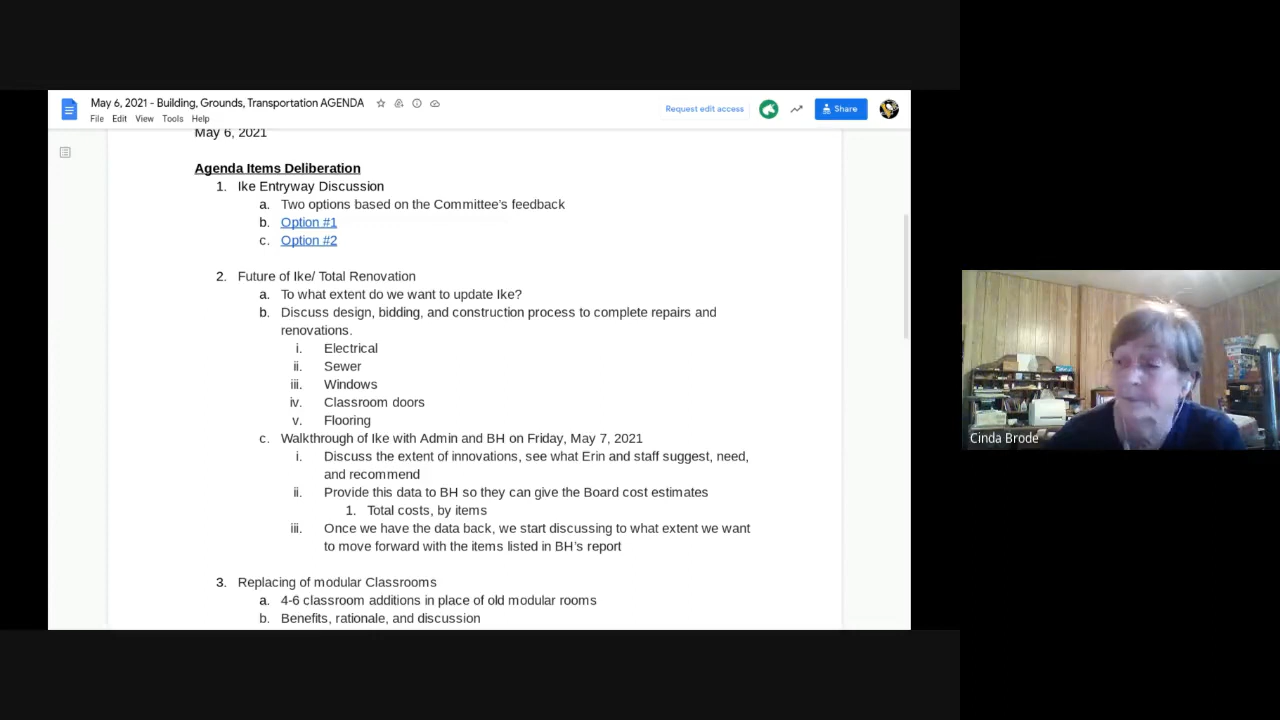 May 6, 2021 - Building, Grounds, Transportation AGENDA
File Edit View Tools Help
Request edit access
Share
May 6, 2021
Agenda Items Deliberation
1. Ike Entryway Discussion
a. Two options based on the Committee's feedback
b. Option #1
c. Option #2
2. Future of Ike/ Total Renovation
a. To what extent do we want to update Ike?
b. Discuss design, bidding, and construction process to complete repairs and
renovations.
i. Electrical
ii. Sewer
iii. Windows
iv. Classroom doors
v. Flooring
c. Walkthrough of Ike with Admin and BH on Friday, May 7, 2021
i. Discuss the extent of innovations, see what Erin and staff suggest, need,
and recommend
ii. Provide this data to BH so they can give the Board cost estimates
1. Total costs, by items
iii. Once we have the data back, we start discussing to what extent we want
to move forward with the items listed in BH's report
3. Replacing of modular Classrooms
a. 4-6 classroom additions in place of old modular rooms
b. Benefits, rationale, and discussion
Cinda Brode